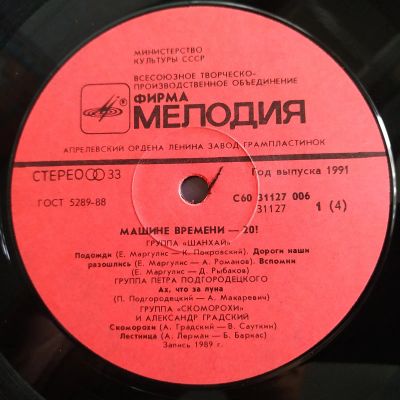 МИНИСТЕРСТВО
КУЛЬТУРЫ СССР
ВСЕСОЮЗНОЕ ТВОРЧЕСКО-
ПРОИЗВОДСТВЕННОЕ ОБЪЕДИНЕНИЕ
ФИРМА
МЕЛОДИЯ
АПРЕЛЕВСКИЙ ОРДЕНА ЛЕНИНА ЗАВОД ГРАМПЛАСТИНОК
СТЕРЕО 33
Год выпуска 1991
ГОСТ 5289-88
С60 31127 006
31127
1 (4)
МАШИНЕ ВРЕМЕНИ — 20!
ГРУППА «ШАНХАЙ»
Подожди (Е. Маргулис — К. Покровский). Дороги наши
разошлись (Е. Маргулис — А. Романов). Вспомни
(Е. Маргулис — Д. Рыбаков)
ГРУППА ПЕТРА ПОДГОРОДЕЦКОГО
Ах, что за луна
(П. Подгородецкий — А. Макаревич)
ГРУППА «СКОМОРОХИ»
И АЛЕКСАНДР ГРАДСКИЙ
Скоморохи (А. Градский — В. Сауткин)
Лестница (А. Лерман — Б. Баркас)
Запись 1989 г.